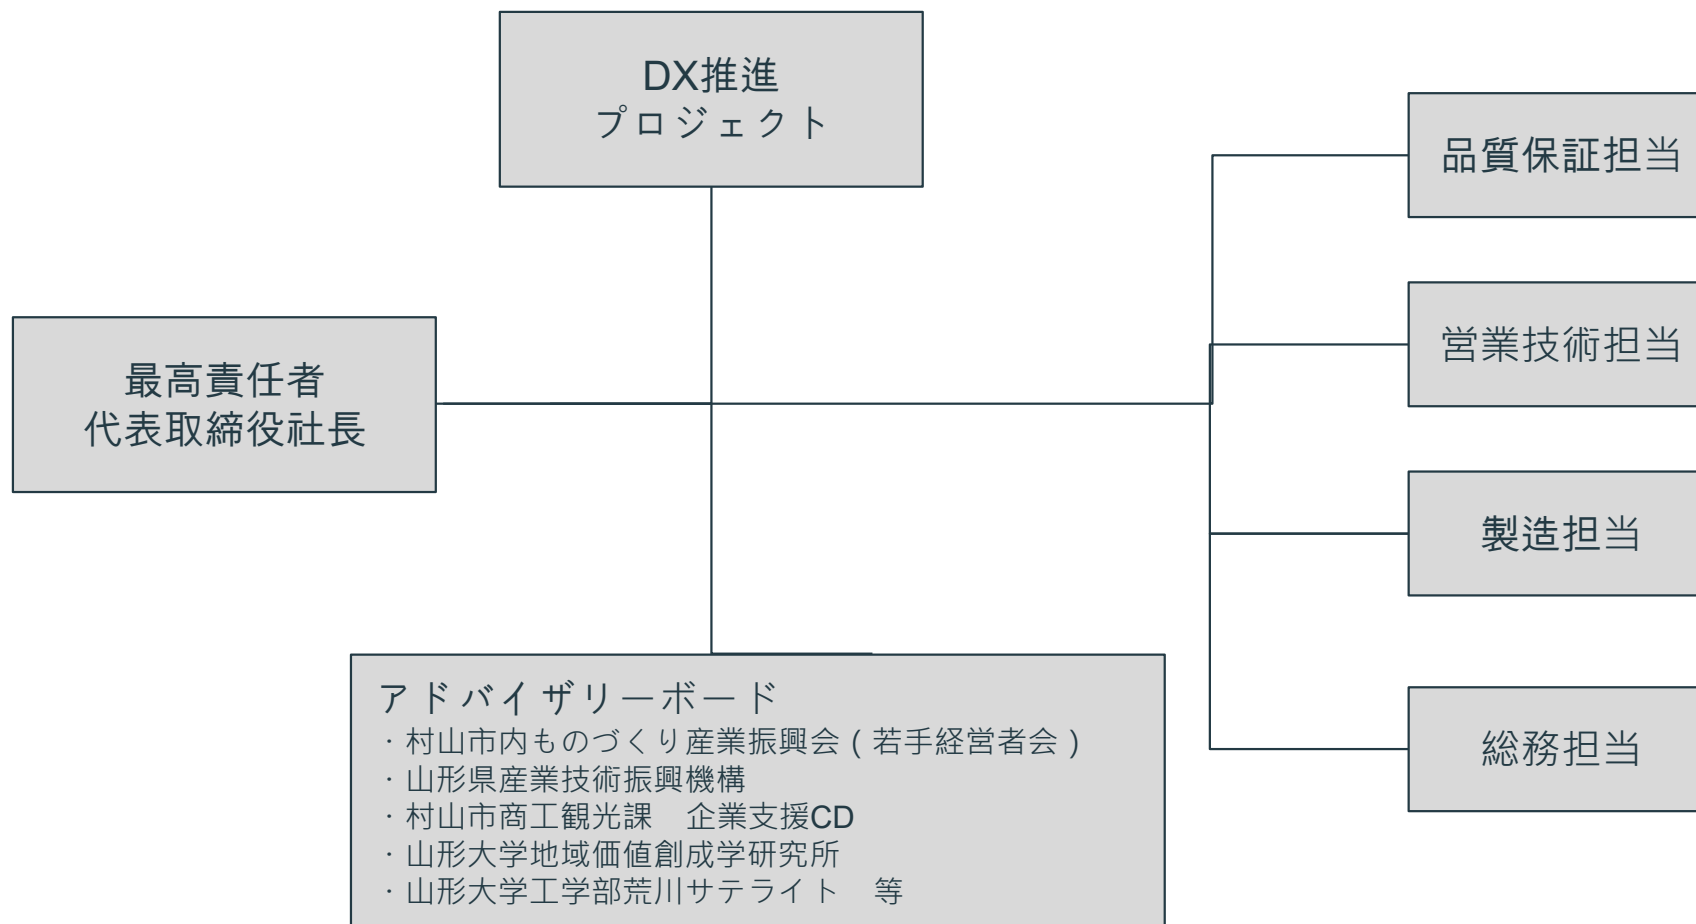 DX推進
プロジェクト
最高責任者
代表取締役社長
品質保証担当
営業技術担当
製造担当
総務担当
アドバイザリーボード
・村山市内ものづくり産業振興会(若手経営者会)
・山形県産業技術振興機構
・村山市商工観光課　企業支援CD
・山形大学地域価値創成学研究所
・山形大学工学部荒川サテライト　等